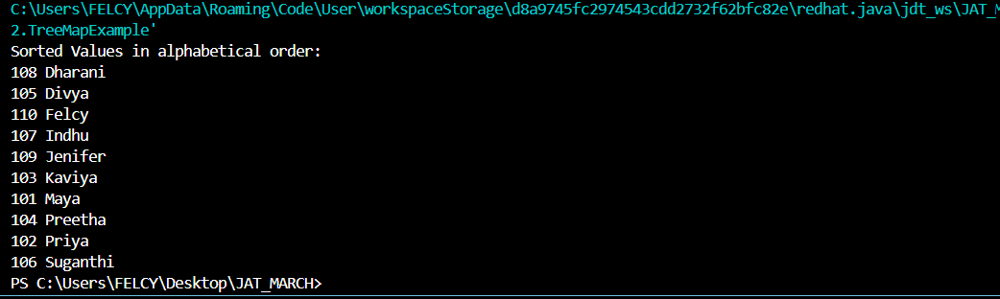 C:\Users\FELCY\AppData\Roaming\Code\User\workspaceStorage\d8a9745fc2974543cdd2732f62bfc82e\redhat.java\jdt_ws\JAT_M
2.TreeMapExample'
Sorted Values in alphabetical order:
108 Dharani
105 Divya
110 Felcy
107 Indhu
109 Jenifer
103 Kaviya
101 Maya
104 Preetha
102 Priya
106 Suganthi
PS C:\Users\FELCY\Desktop\JAT_MARCH>